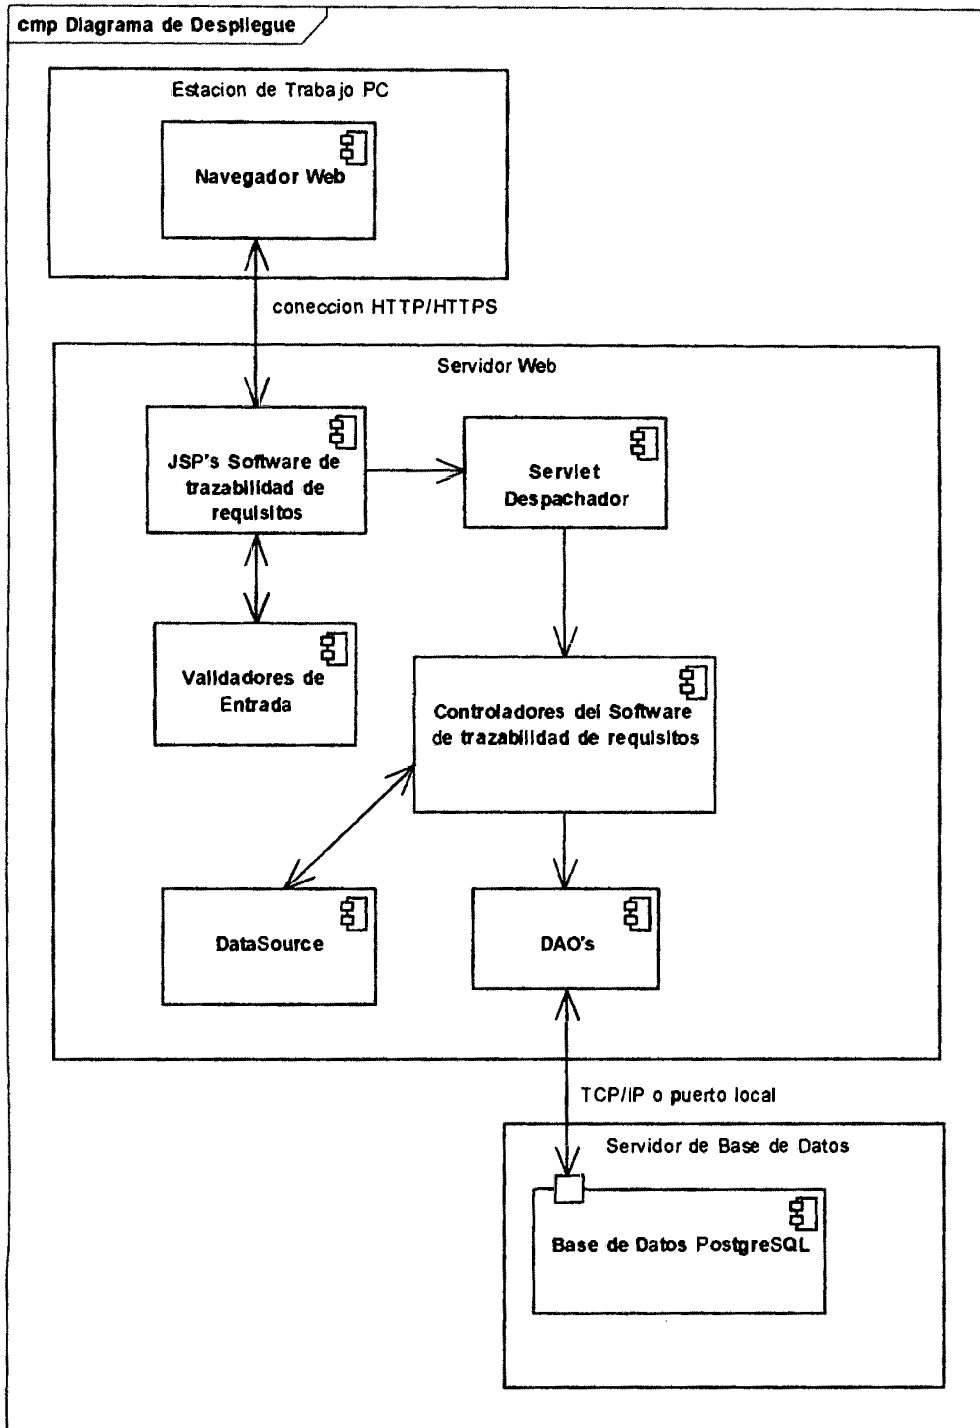 cmp Diagrama de Despliegue
Estacion de Trabajo PC
Navegador Web
coneccion HTTP/HTTPS
Servidor Web
JSP's Software de
trazabilidad de
requisitos
Servlet
Despachador
Validadores de
Entrada
Controladores del Software
de trazabilidad de requisitos
DataSource
DAO's
TCP/IP o puerto local
Servidor de Base de Datos
Base de Datos PostgreSQL